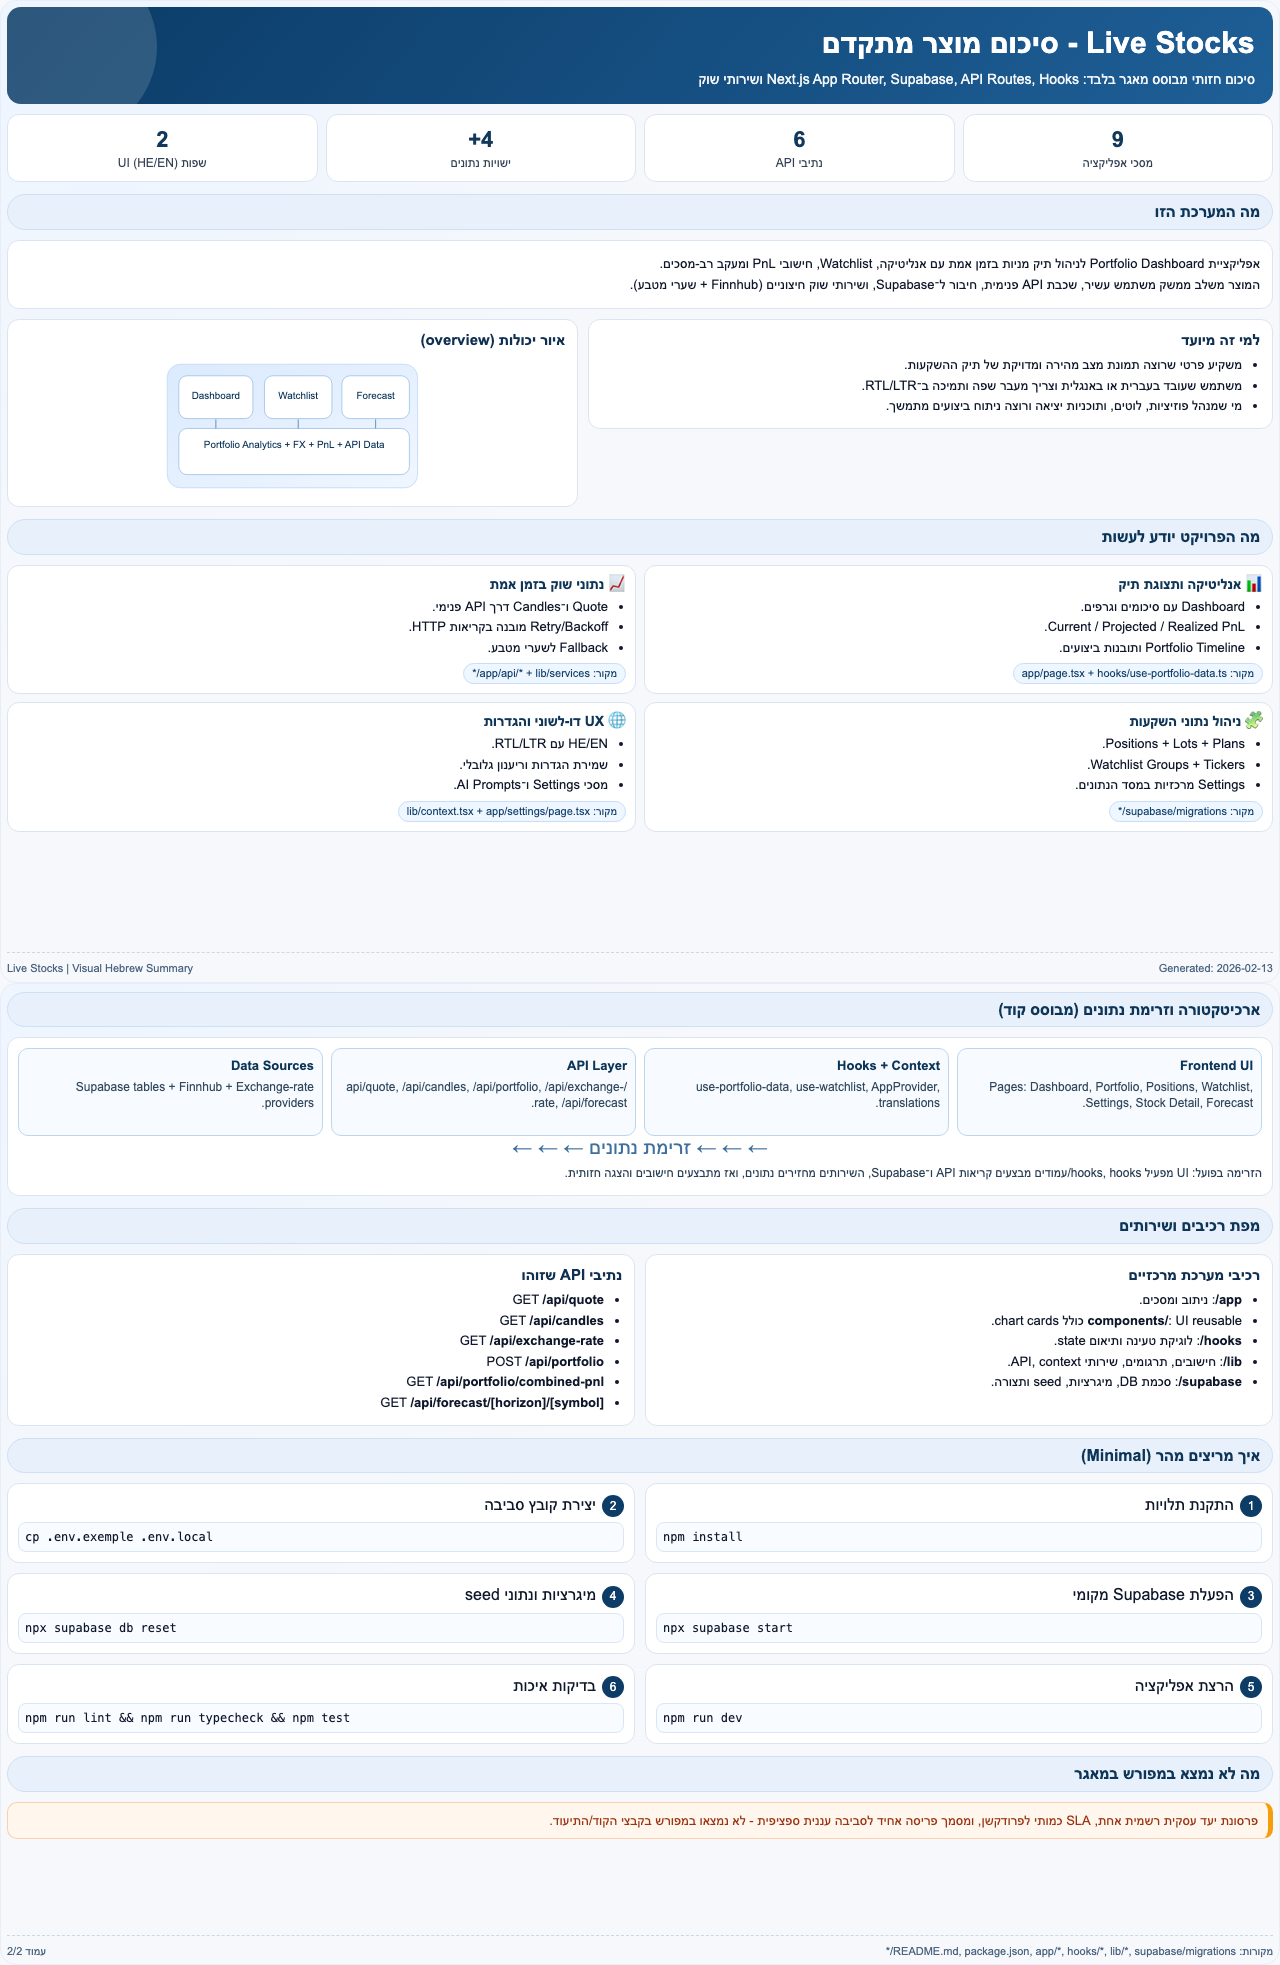 Live Stocks - סיכום מוצר מתקדם
סיכום חזותי מבוסס מאגר בלבד: Next.js App Router, Supabase, API Routes, Hooks ושירותי שוק
9
מסכי אפליקציה
6
נתיבי API
4+
ישויות נתונים
2
שפות UI (HE/EN)
מה המערכת הזו
אפליקציית Portfolio Dashboard לניהול תיק מניות בזמן אמת עם אנליטיקה, Watchlist, חישובי PnL ומעקב רב-מסכים.
המוצר משלב ממשק משתמש עשיר, שכבת API פנימית, חיבור ל־Supabase, ושירותי שוק חיצוניים (Finnhub + שערי מטבע).
למי זה מיועד
• משקיע פרטי שרוצה תמונת מצב מהירה ומדויקת של תיק ההשקעות.
• משתמש שעובד בעברית או באנגלית וצריך מעבר שפה ותמיכה ב־RTL/LTR.
• מי שמנהל פוזיציות, לוטים, ותוכניות יציאה ורוצה ניתוח ביצועים מתמשך.
איור יכולות (overview)
Dashboard
Watchlist
Forecast
Portfolio Analytics + FX + PnL + API Data
מה הפרויקט יודע לעשות
📊 אנליטיקה ותצוגת תיק
• Dashboard עם סיכומים וגרפים.
• Current / Projected / Realized PnL.
• Portfolio Timeline ותובנות ביצועים.
מקור: app/page.tsx + hooks/use-portfolio-data.ts
📈 נתוני שוק בזמן אמת
• Quote ו־Candles דרך API פנימי.
• Retry/Backoff מובנה בקריאות HTTP.
• Fallback לשערי מטבע.
מקור: app/api/* + lib/services/*
🧩 ניהול נתוני השקעות
• Positions + Lots + Plans.
• Watchlist Groups + Tickers.
• Settings מרכזיות במסד הנתונים.
מקור: supabase/migrations/*
🌐 UX דו-לשוני והגדרות
• HE/EN עם RTL/LTR.
• שמירת הגדרות וריענון גלובלי.
• מסכי Settings ו־AI Prompts.
מקור: lib/context.tsx + app/settings/page.tsx
Live Stocks | Visual Hebrew Summary
Generated: 2026-02-13
ארכיטקטורה וזרימת נתונים (מבוסס קוד)
Frontend UI
Pages: Dashboard, Portfolio, Positions, Watchlist,
Settings, Stock Detail, Forecast.
Hooks + Context
use-portfolio-data, use-watchlist, AppProvider,
translations.
API Layer
api/quote, /api/candles, /api/portfolio, /api/exchange-/
rate, /api/forecast.
Data Sources
Supabase tables + Finnhub + Exchange-rate
providers.
← ← ← זרימת נתונים ← ← ←
הזרימה בפועל: UI מפעיל hooks, hooks/עמודים מבצעים קריאות API ו־Supabase, השירותים מחזירים נתונים, ואז מתבצעים חישובים והצגה חזותית.
מפת רכיבים ושירותים
רכיבי מערכת מרכזיים
• app/: ניתוב ומסכים.
• components/: UI reusable כולל chart cards.
• hooks/: לוגיקת טעינה ותיאום state.
• lib/: חישובים, תרגומים, שירותי API, context.
• supabase/: סכמת DB, מיגרציות, seed ותצורה.
נתיבי API שזוהו
• GET /api/quote
• GET /api/candles
• GET /api/exchange-rate
• POST /api/portfolio
• GET /api/portfolio/combined-pnl
• GET /api/forecast/[horizon]/[symbol]
איך מריצים מהר (Minimal)
1 התקנת תלויות
npm install
2 יצירת קובץ סביבה
cp .env.exemple .env.local
3 הפעלת Supabase מקומי
npx supabase start
4 מיגרציות ונתוני seed
npx supabase db reset
5 הרצת אפליקציה
npm run dev
6 בדיקות איכות
npm run lint && npm run typecheck && npm test
מה לא נמצא במפורש במאגר
פרסונת יעד עסקית רשמית אחת, SLA כמותי לפרודקשן, ומסמך פריסה אחיד לסביבה עננית ספציפית - לא נמצאו במפורש בקבצי הקוד/התיעוד.
מקורות: README.md, package.json, app/*, hooks/*, lib/*, supabase/migrations/*
עמוד 2/2